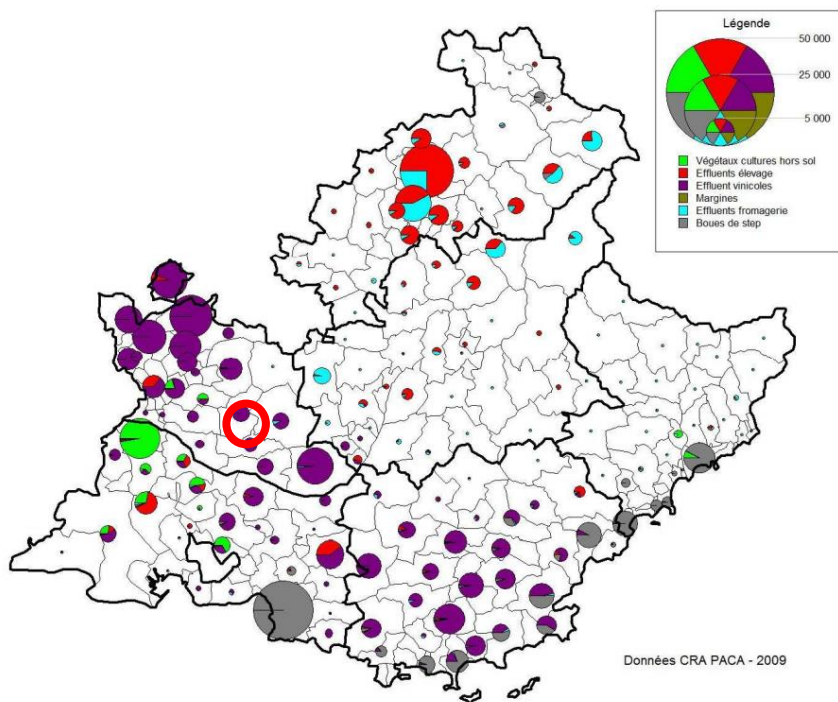 Légende
50 000
25 000
5 000
Végétaux cultures hors sol
Effluents élevage
Effluent vinicoles
Margines
Effluents fromagerie
Boues de step
Données CRA PACA - 2009